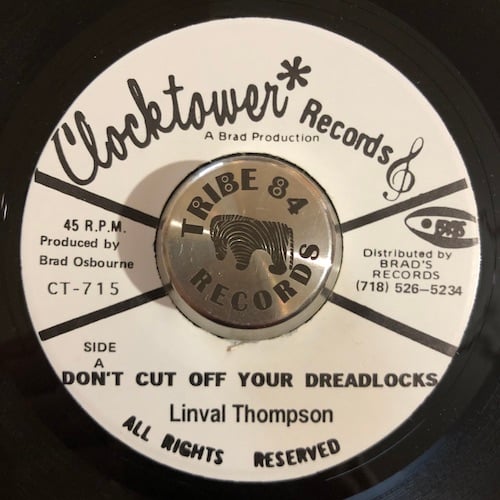 Clocktower* Records
A Brad Production
TRIBE 84
RECORDS
45 R.P.M.
Produced by
Brad Osbourne
CT-715
Distributed by
BRAD'S
RECORDS
(718) 526-5234
SIDE
A
DON'T CUT OFF YOUR DREADLOCKS
Linval Thompson
ALL RIGHTS RESERVED